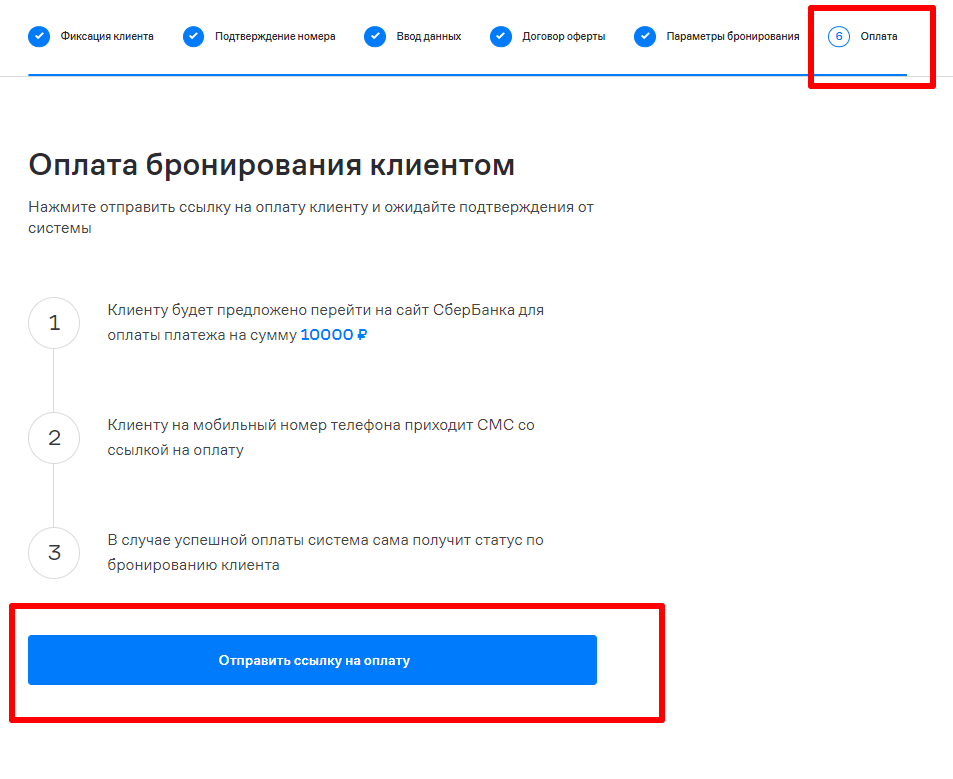 Фиксация клиента Подтверждение номера Ввод данных Договор оферты Параметры бронирования 6 Оплата
Оплата бронирования клиентом
Нажмите отправить ссылку на оплату клиенту и ожидайте подтверждения от
системы
1
Клиенту будет предложено перейти на сайт СберБанка для
оплаты платежа на сумму 10000 ₽
2
Клиенту на мобильный номер телефона приходит СМС со
ссылкой на оплату
3
В случае успешной оплаты система сама получит статус по
бронированию клиента
Отправить ссылку на оплату